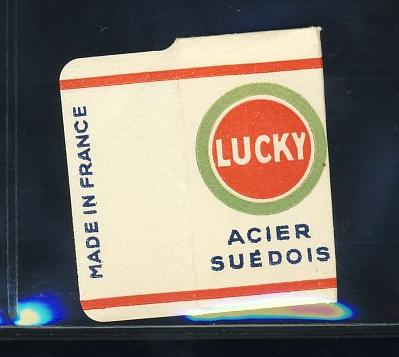 MADE IN FRANCE
LUCKY
ACIER
SUÉDOIS